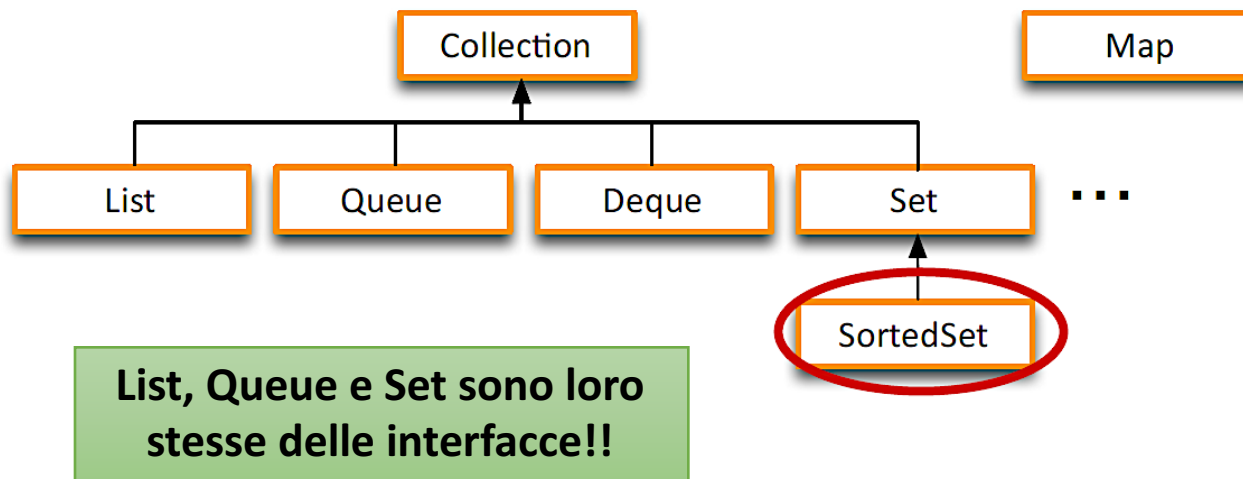 Collection
Map
List
Queue
Deque
Set
...
SortedSet
List, Queue e Set sono loro
stesse delle interfacce!!